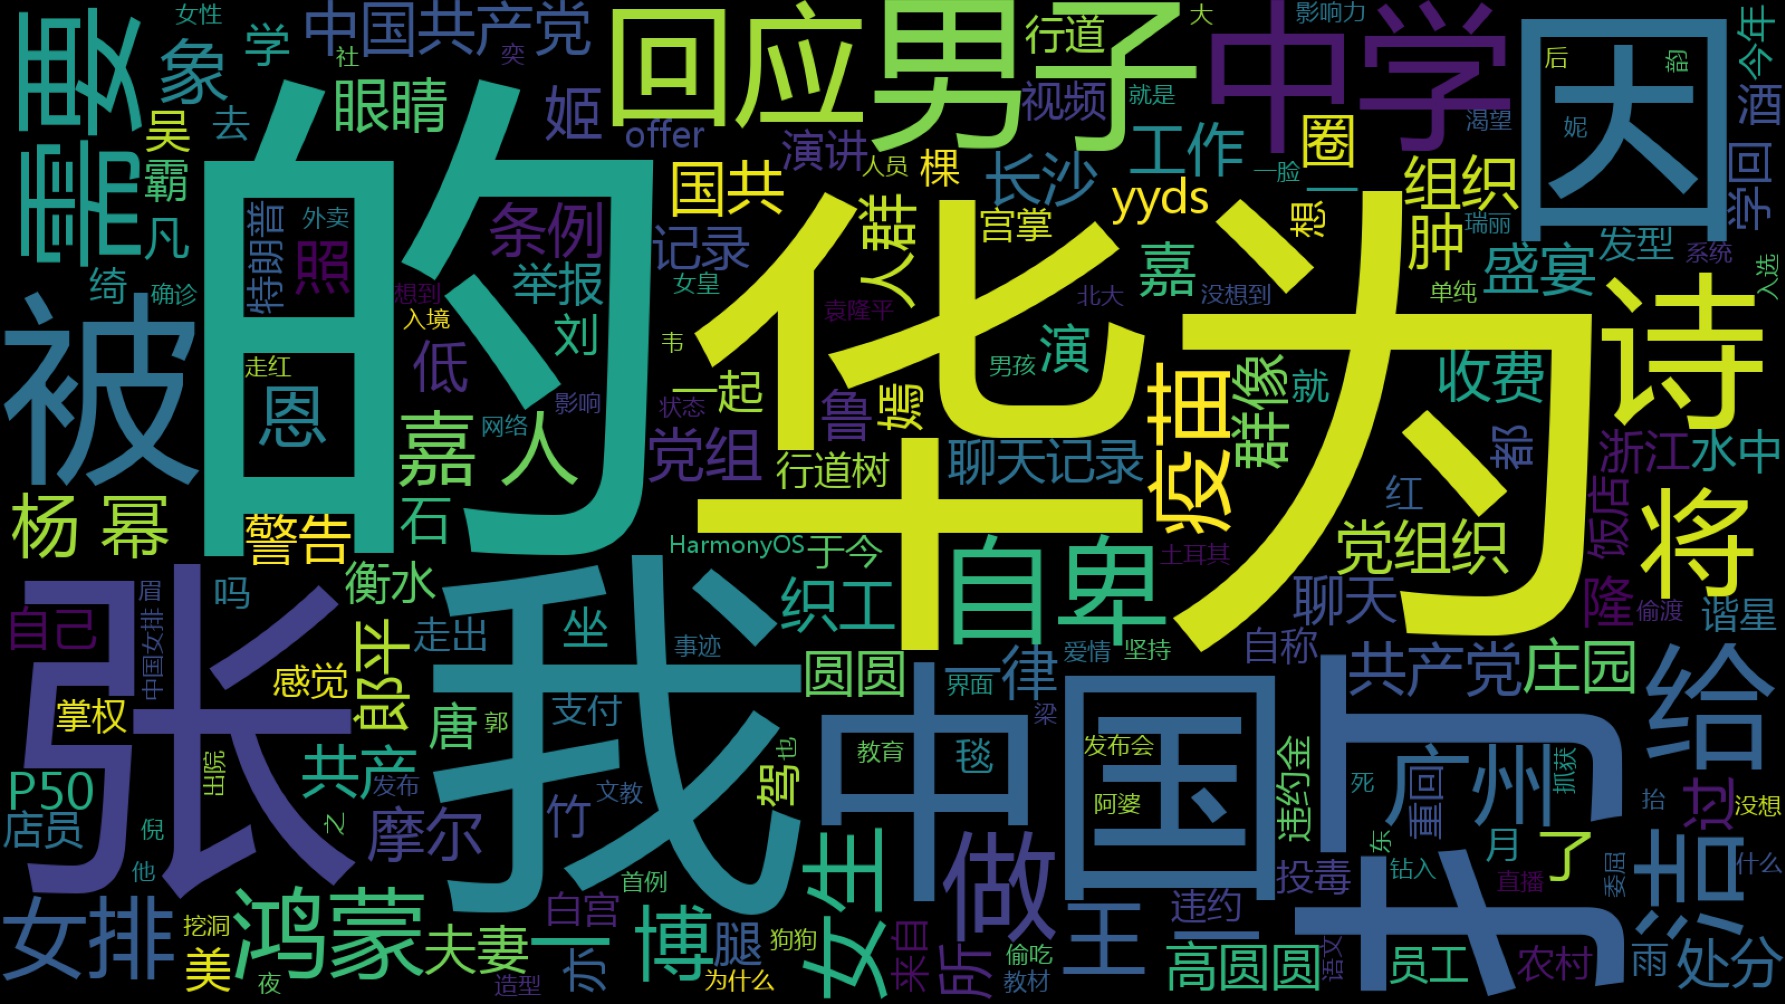 需要
象
女性
学
中国共产党
社
奕
回应
男子
行道
大
影响力
中学
因
后
韵
今年
酒
吴
去
眼睛
姬
offer
演讲
视频
就是
工作
渴望
妮
圈
人员
一脸
霸
凡
绮
确诊
特朗普
外卖
照
的
条例
举报
刘
国共
棵
长沙
yyds
想
组织
肿
瑞丽
发型
学回
系统
入选
记录
女皇
人群
宫掌
嘉
盛宴
单纯
没想到
北大
袁隆平
想到
入境
被
走红
恩
低
影响
网络
韦
一起
状态
鲁
嫣
华为
男孩
演
疫苗
群像
就
收费
诗
都
浙江
水中
嘉
人
党组
行道树
聊天记录
红
饭店
将
杨
幂
警告
石
HarmonyOS
于今
十
自卑
土耳其
党组织
张
自己
眉
吗
衡水
中国女排
郎平
走出
坐
事迹
织工
爱情
坚持
自称
聊天
隆
偷渡
谐星
感觉
掌权
我
圆圆
界面
一律
共产党
庄园
给
唐
郭
支付
梁
共产
出院
也
教育
毯
发布会
中国
违约金
广州
重回
死
抓获
P50
店员
倪
之
发布
摩尔
竹
文教
驾
阿婆
东
抬
过
没想
他
月
了
首例
女生
做
投毒
钻入
直播
委屈
洁
什么
女排
挖洞
鸿蒙
夫妻
白宫
亦
博
腿
狗狗
来自
所
偷吃
王
违约
美
夜
造型
为什么
教材
高圆圆
语文
员工
农村
雨
处分